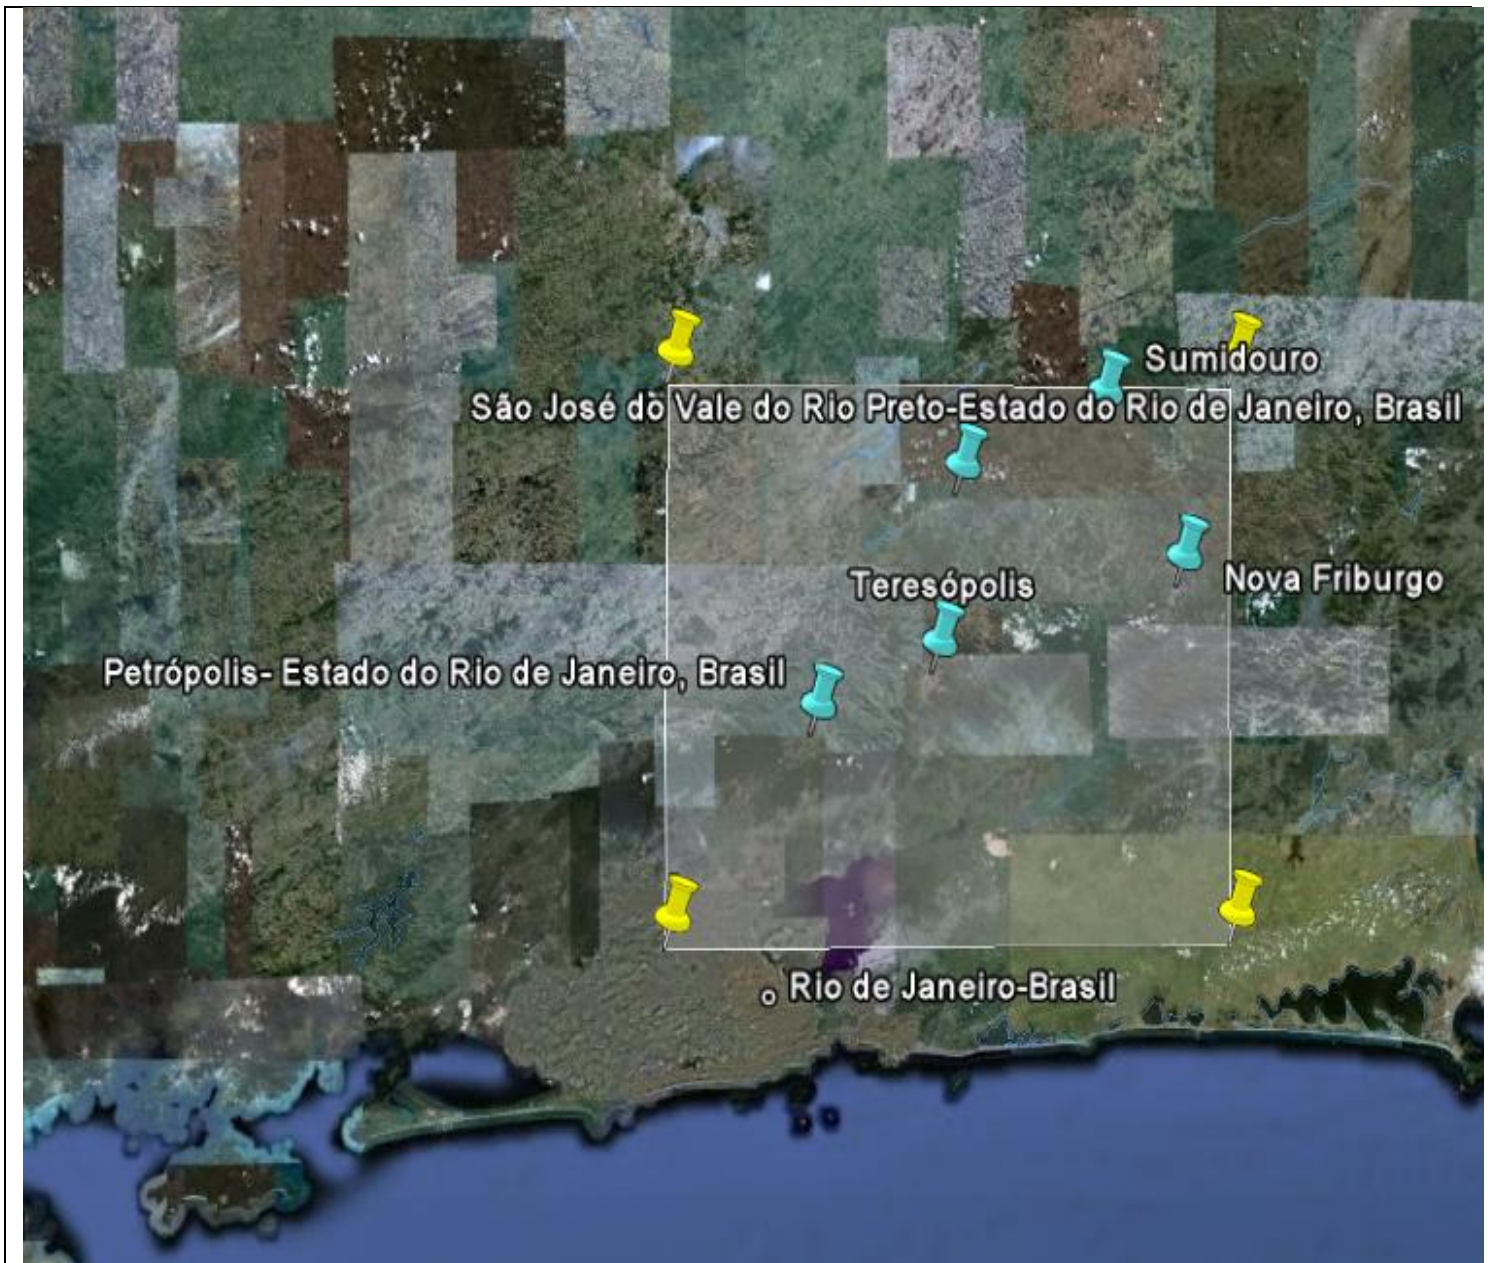 Sumidouro
São José do Vale do Rio Preto-Estado do Rio de Janeiro, Brasil
Nova Friburgo
Teresópolis
Petrópolis- Estado do Rio de Janeiro, Brasil
Rio de Janeiro-Brasil